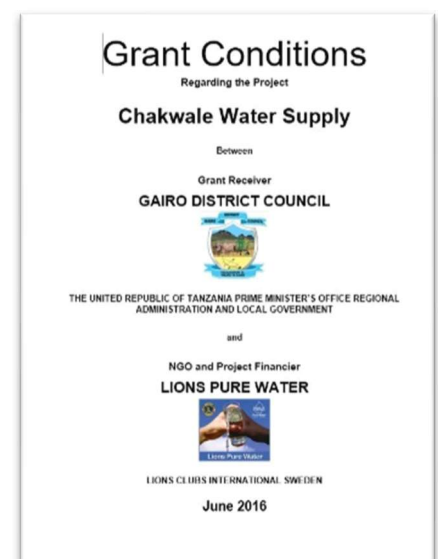 Grant Conditions
Regarding the Project
Chakwale Water Supply
Between
Grant Receiver
GAIRO DISTRICT COUNCIL
THE UNITED REPUBLIC OF TANZANIA PRIME MINISTER'S OFFICE REGIONAL
ADMINISTRATION AND LOCAL GOVERNMENT
and
NGO and Project Financier
LIONS PURE WATER
Lions Pure Water
LIONS CLUBS INTERNATIONAL SWEDEN
June 2016